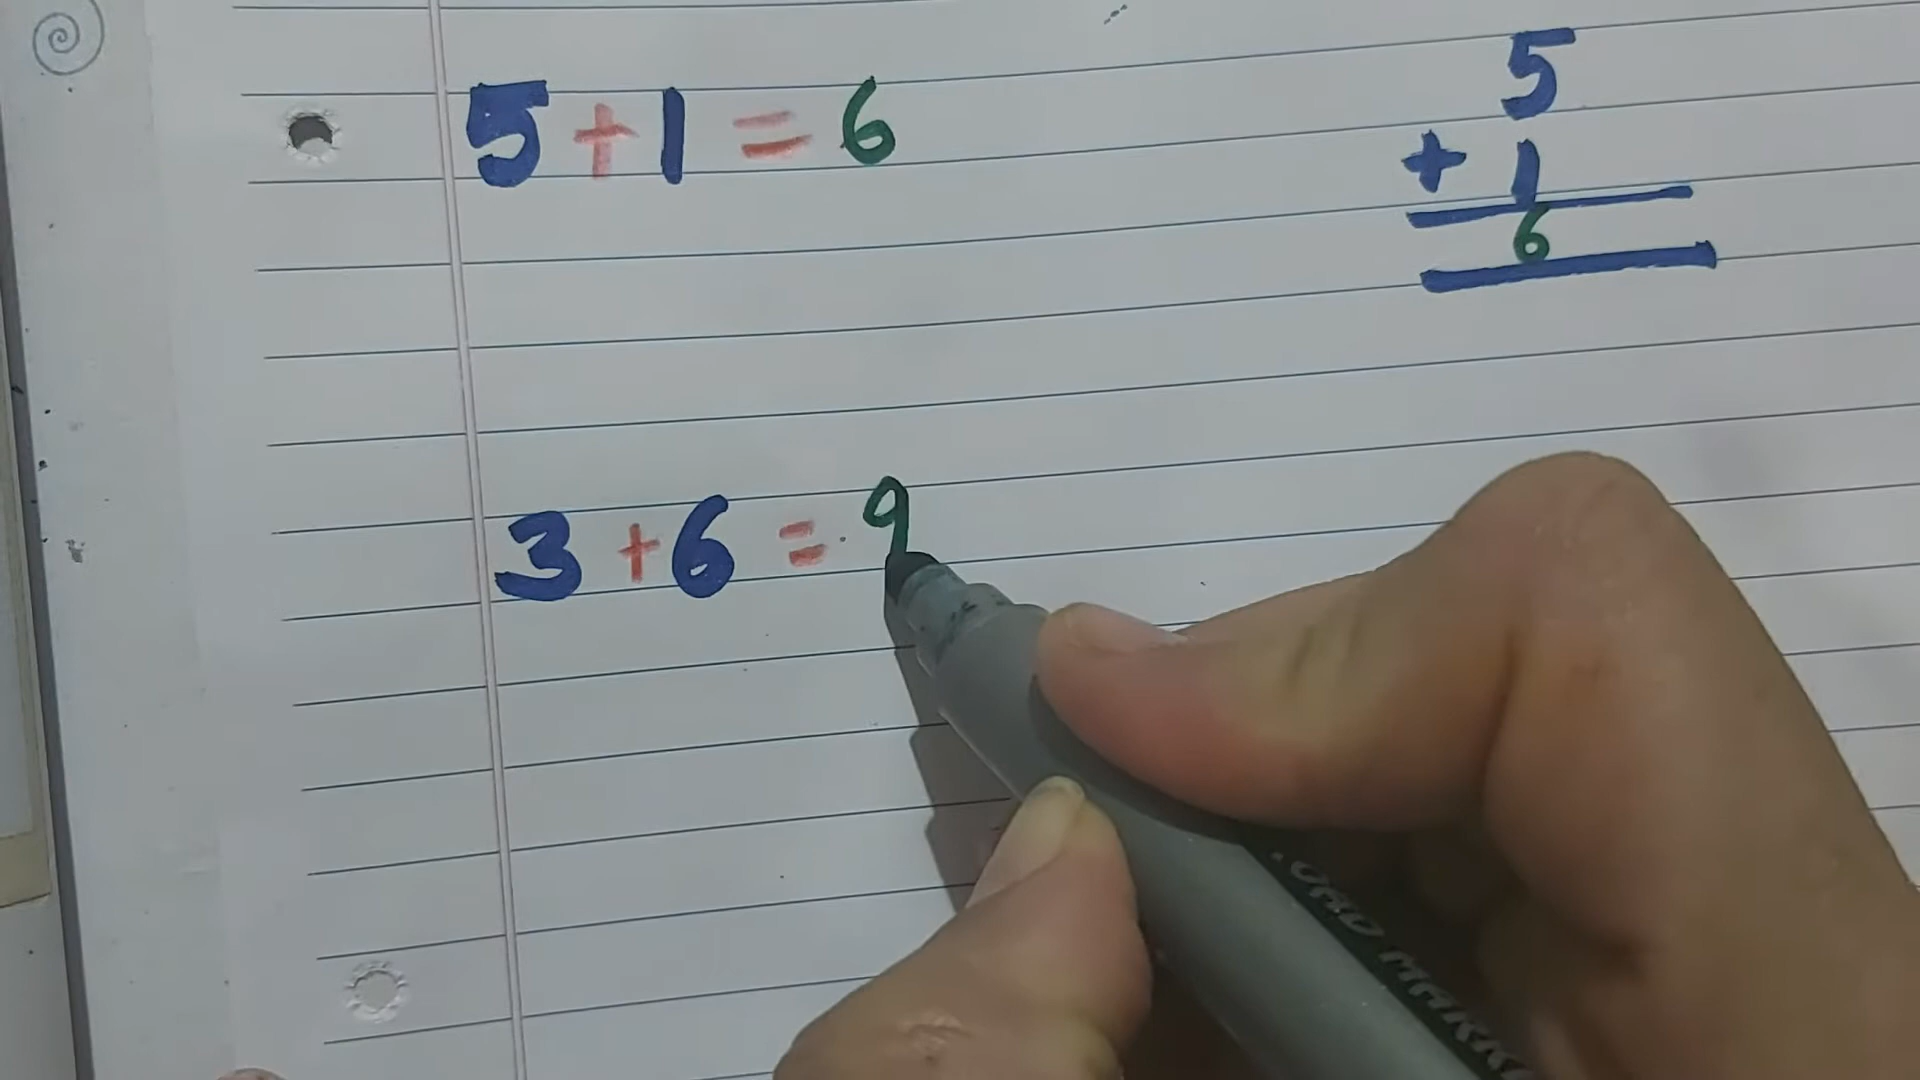 5 + 1 = 6
5
+ 1
6
3 + 6 = 9